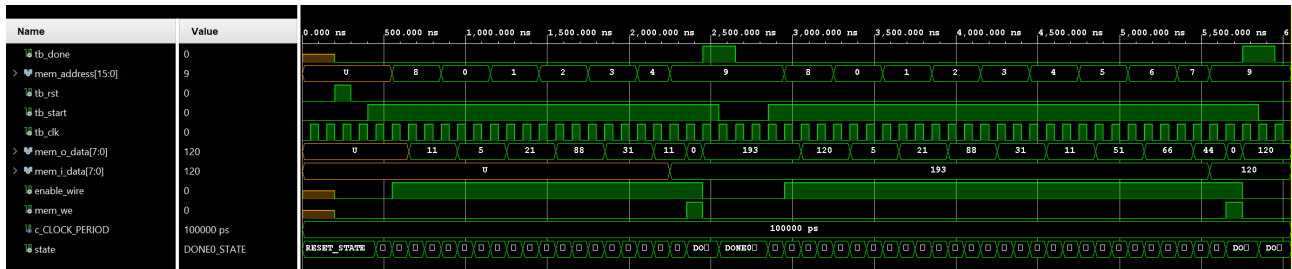 Name Value 0.000 ns 500.000 ns 1,000.000 ns 1,500.000 ns 2,000.000 ns 2,500.000 ns 3,000.000 ns 3,500.000 ns 4,000.000 ns 4,500.000 ns 5,000.000 ns 5,500.000 ns 6
tb_done 0
mem_address[15:0] 9 U 8 0 1 2 3 4 9 8 0 1 2 3 4 5 6 7 9
tb_rst 0
tb_start 0
tb_clk 0
mem_o_data[7:0] 120 U 11 5 21 88 31 11 0 193 120 5 21 88 31 11 51 66 44 0 120
mem_i_data[7:0] 120 U 193 120
enable_wire 0
mem_we 0
c_CLOCK_PERIOD 100000 ps 100000 ps
state DONE0_STATE RESET_STATE DO DONE0 DO DO